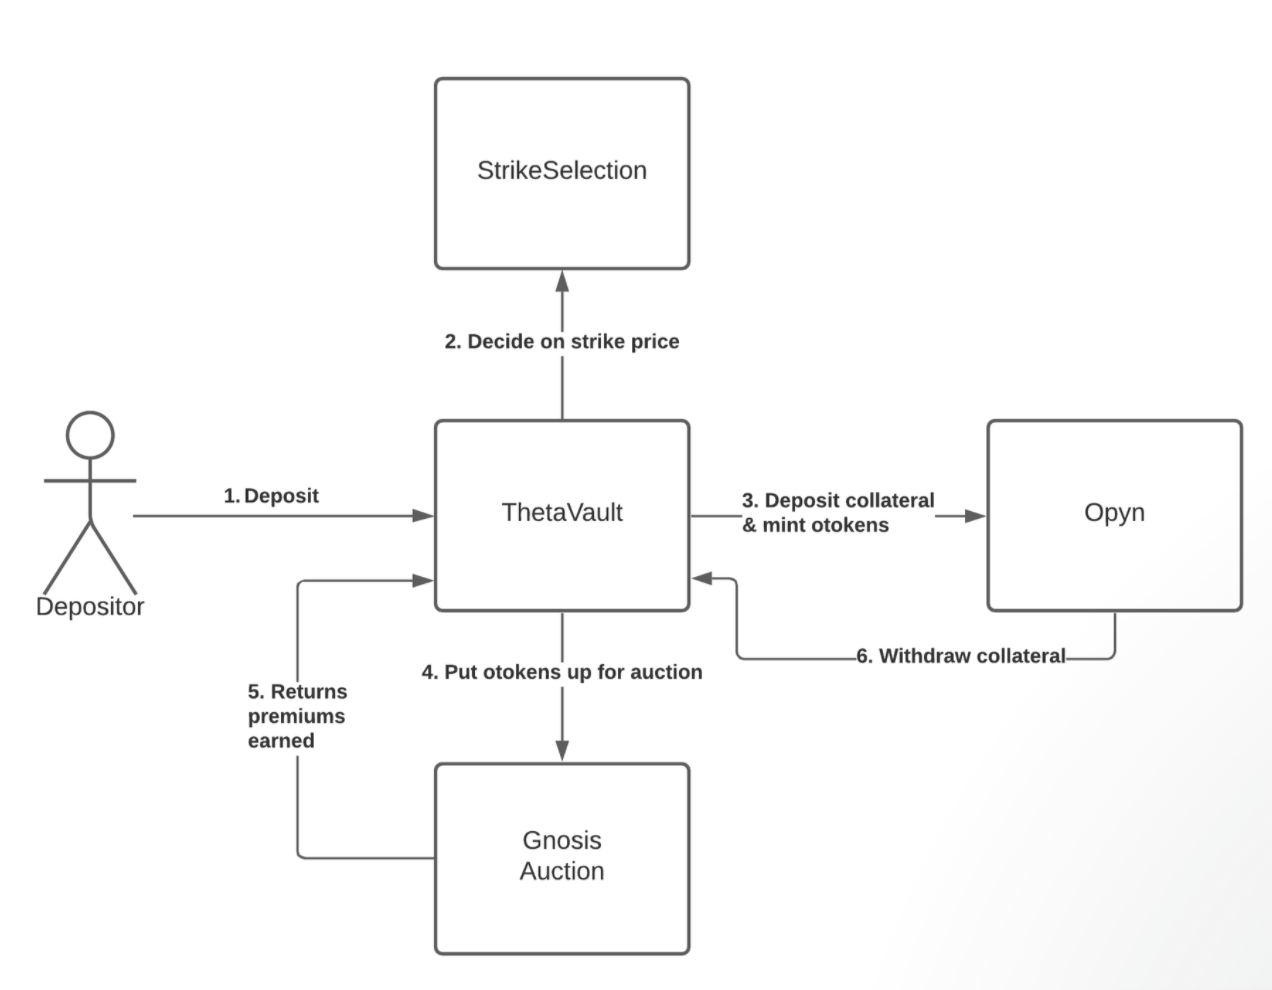 StrikeSelection
2. Decide on strike price
1. Deposit
ThetaVault
3. Deposit collateral
& mint otokens
Opyn
Depositor
6. Withdraw collateral
4. Put otokens up for auction
5. Returns
premiums
earned
Gnosis
Auction